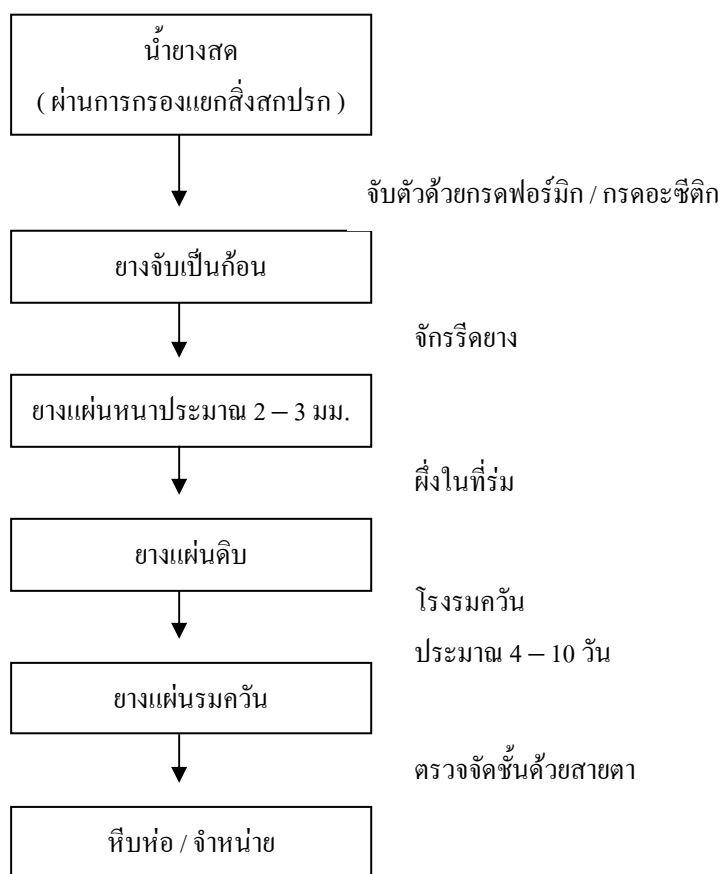 น้ำยางสด
( ผ่านการกรองแยกสิ่งสกปรก )
จับตัวด้วยกรดฟอร์มิก / กรดอะซีติก
ยางจับเป็นก้อน
จักรรีดยาง
ยางแผ่นหนาประมาณ 2 – 3 มม.
ผึ่งในที่ร่ม
ยางแผ่นดิบ
โรงรมควัน
ประมาณ 4 – 10 วัน
ยางแผ่นรมควัน
ตรวจจัดชั้นด้วยสายตา
หีบห่อ / จำหน่าย